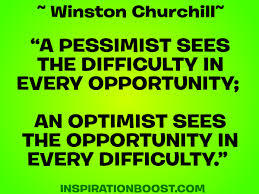 ~ Winston Churchill~
“A PESSIMIST SEES
THE DIFFICULTY IN
EVERY OPPORTUNITY;
AN OPTIMIST SEES
THE OPPORTUNITY IN
EVERY DIFFICULTY.”
INSPIRATIONBOOST.COM